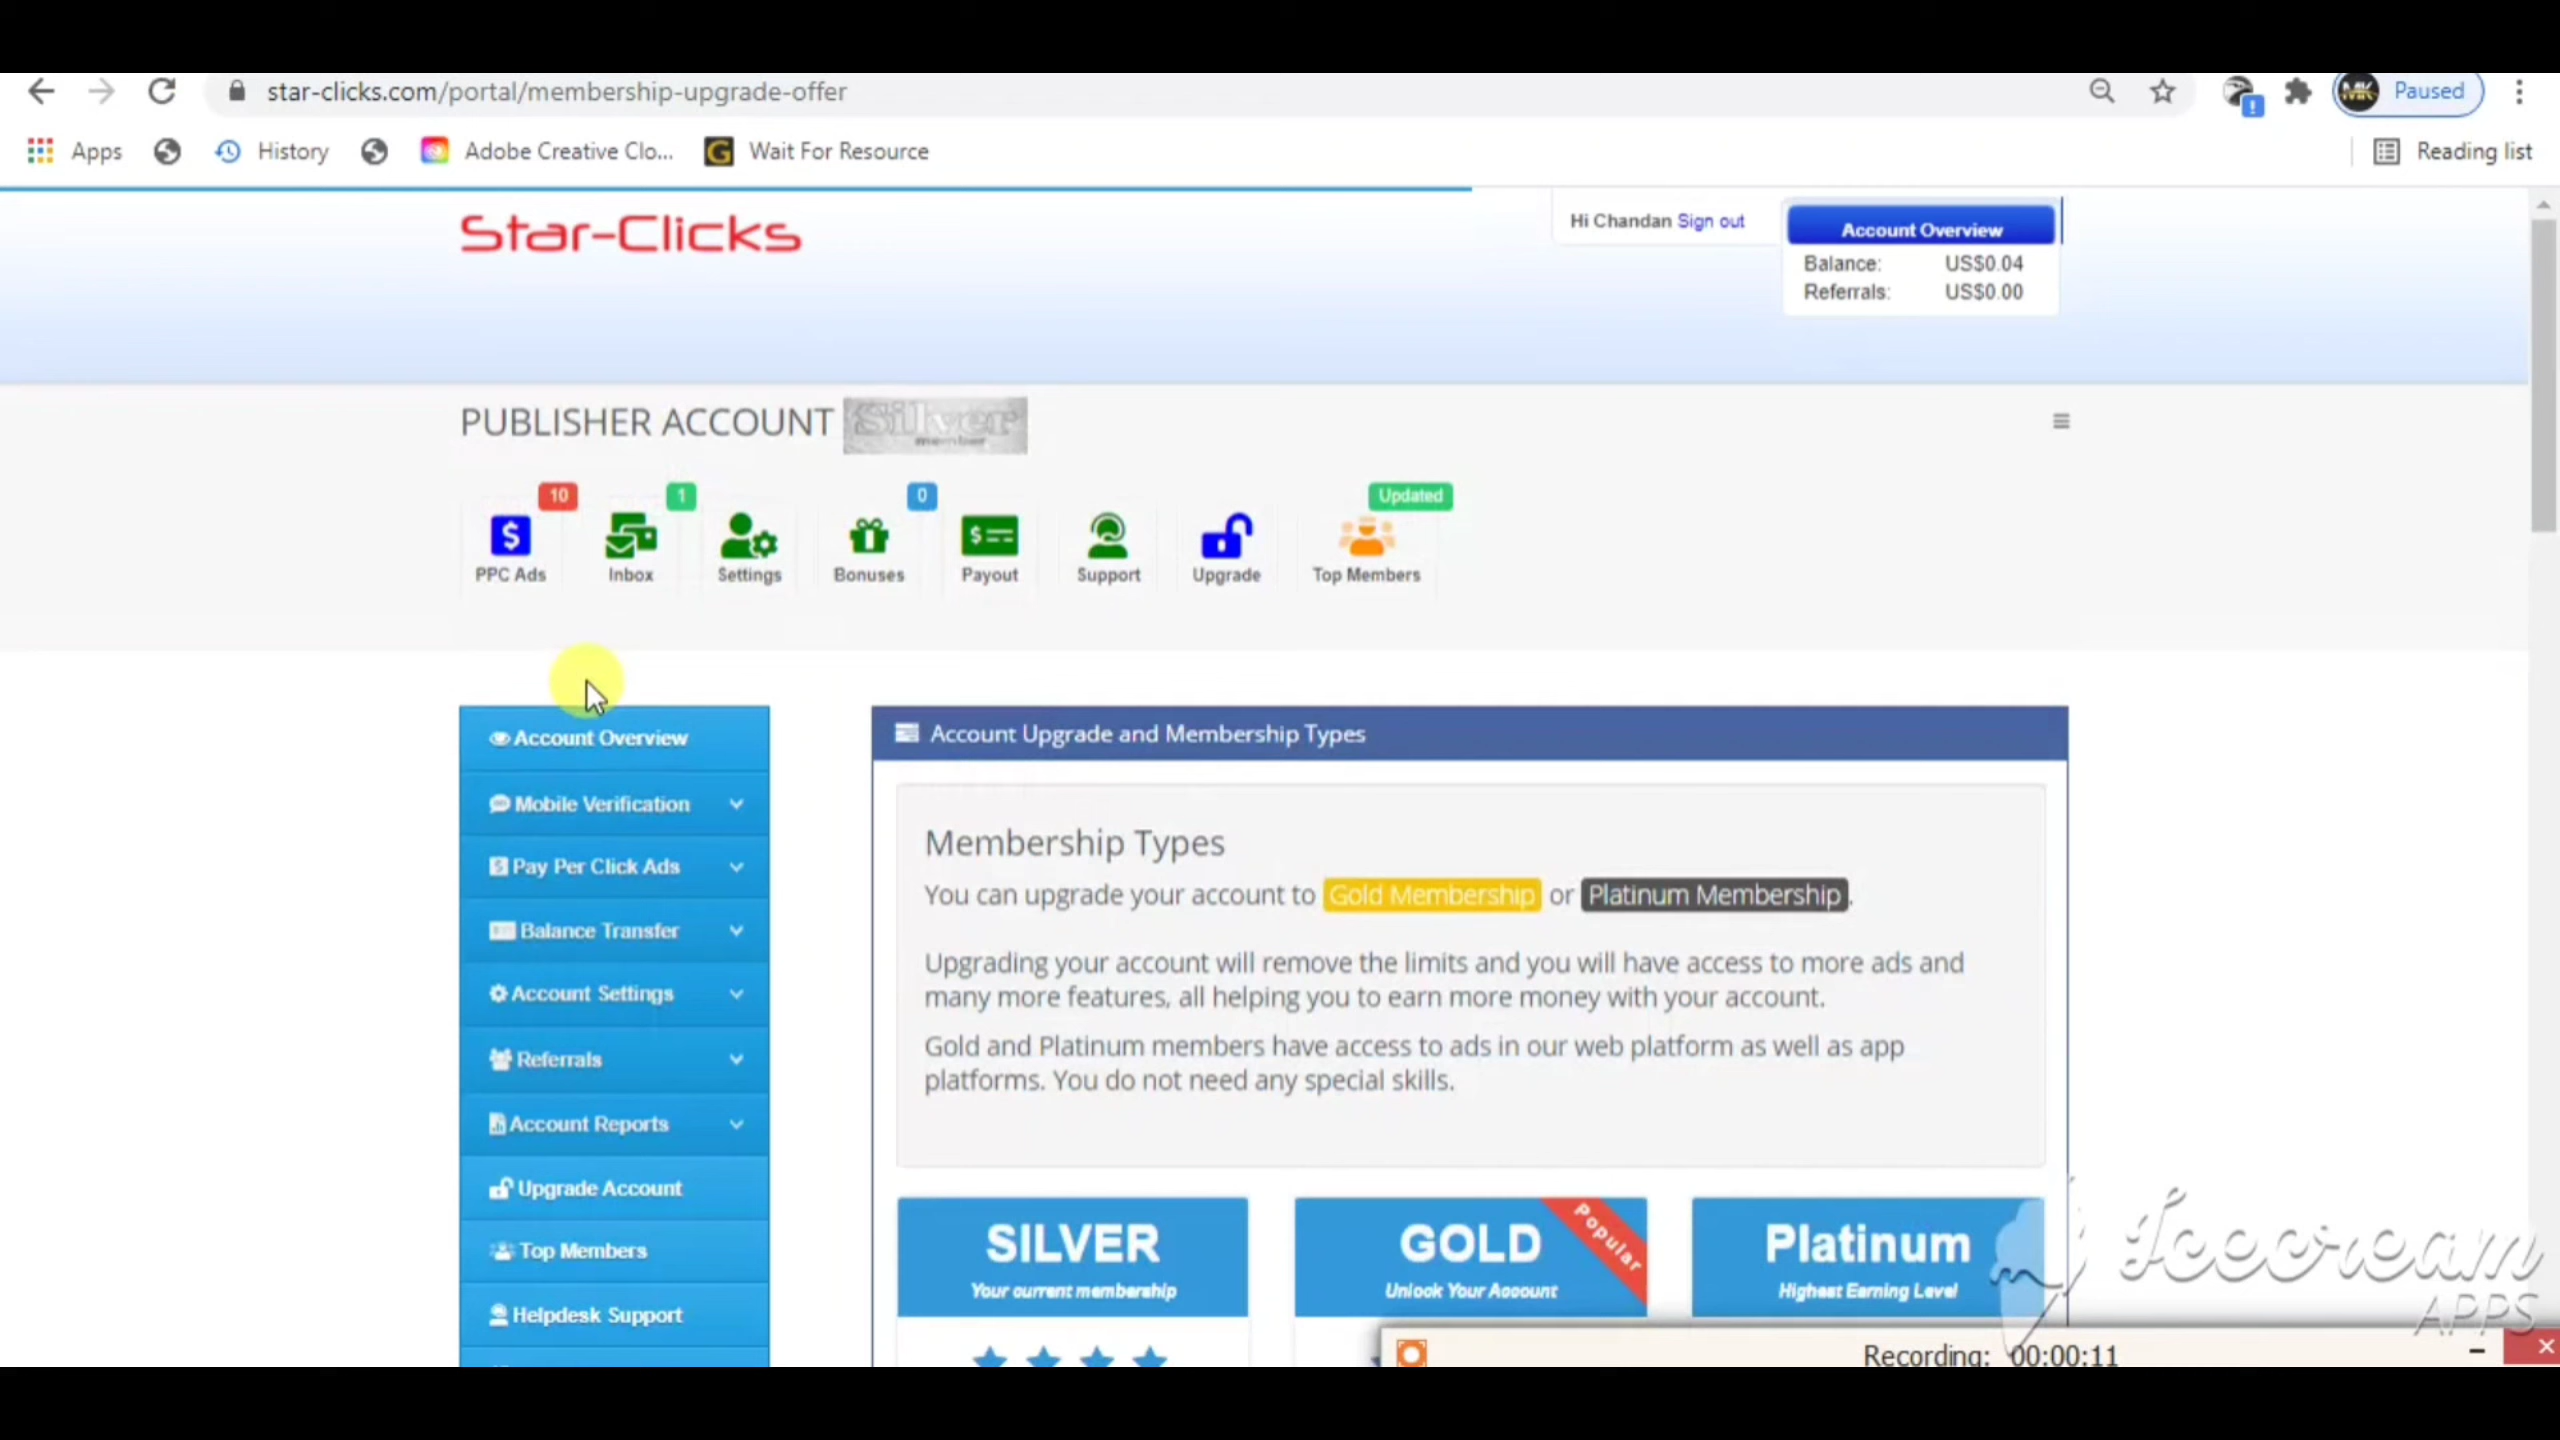 star-clicks.com/portal/membership-upgrade-offer
Paused
Apps
History
Adobe Creative Clo...
Wait For Resource
Reading list
Star-Clicks
Hi Chandan Sign out
Account Overview
Balance: US$0.04
Referrals: US$0.00
PUBLISHER ACCOUNT Silver member
10
1
0
Updated
PPC Ads
Inbox
Settings
Bonuses
Payout
Support
Upgrade
Top Members
Account Overview
Mobile Verification
Pay Per Click Ads
Balance Transfer
Account Settings
Referrals
Account Reports
Upgrade Account
Top Members
Helpdesk Support
Account Upgrade and Membership Types
Membership Types
You can upgrade your account to Gold Membership or Platinum Membership.
Upgrading your account will remove the limits and you will have access to more ads and
many more features, all helping you to earn more money with your account.
Gold and Platinum members have access to ads in our web platform as well as app
platforms. You do not need any special skills.
SILVER
Your current membership
GOLD
Unlock Your Account
Popular
Platinum
Highest Earning Level
Icecream
APPS
Recording: 00:00:11